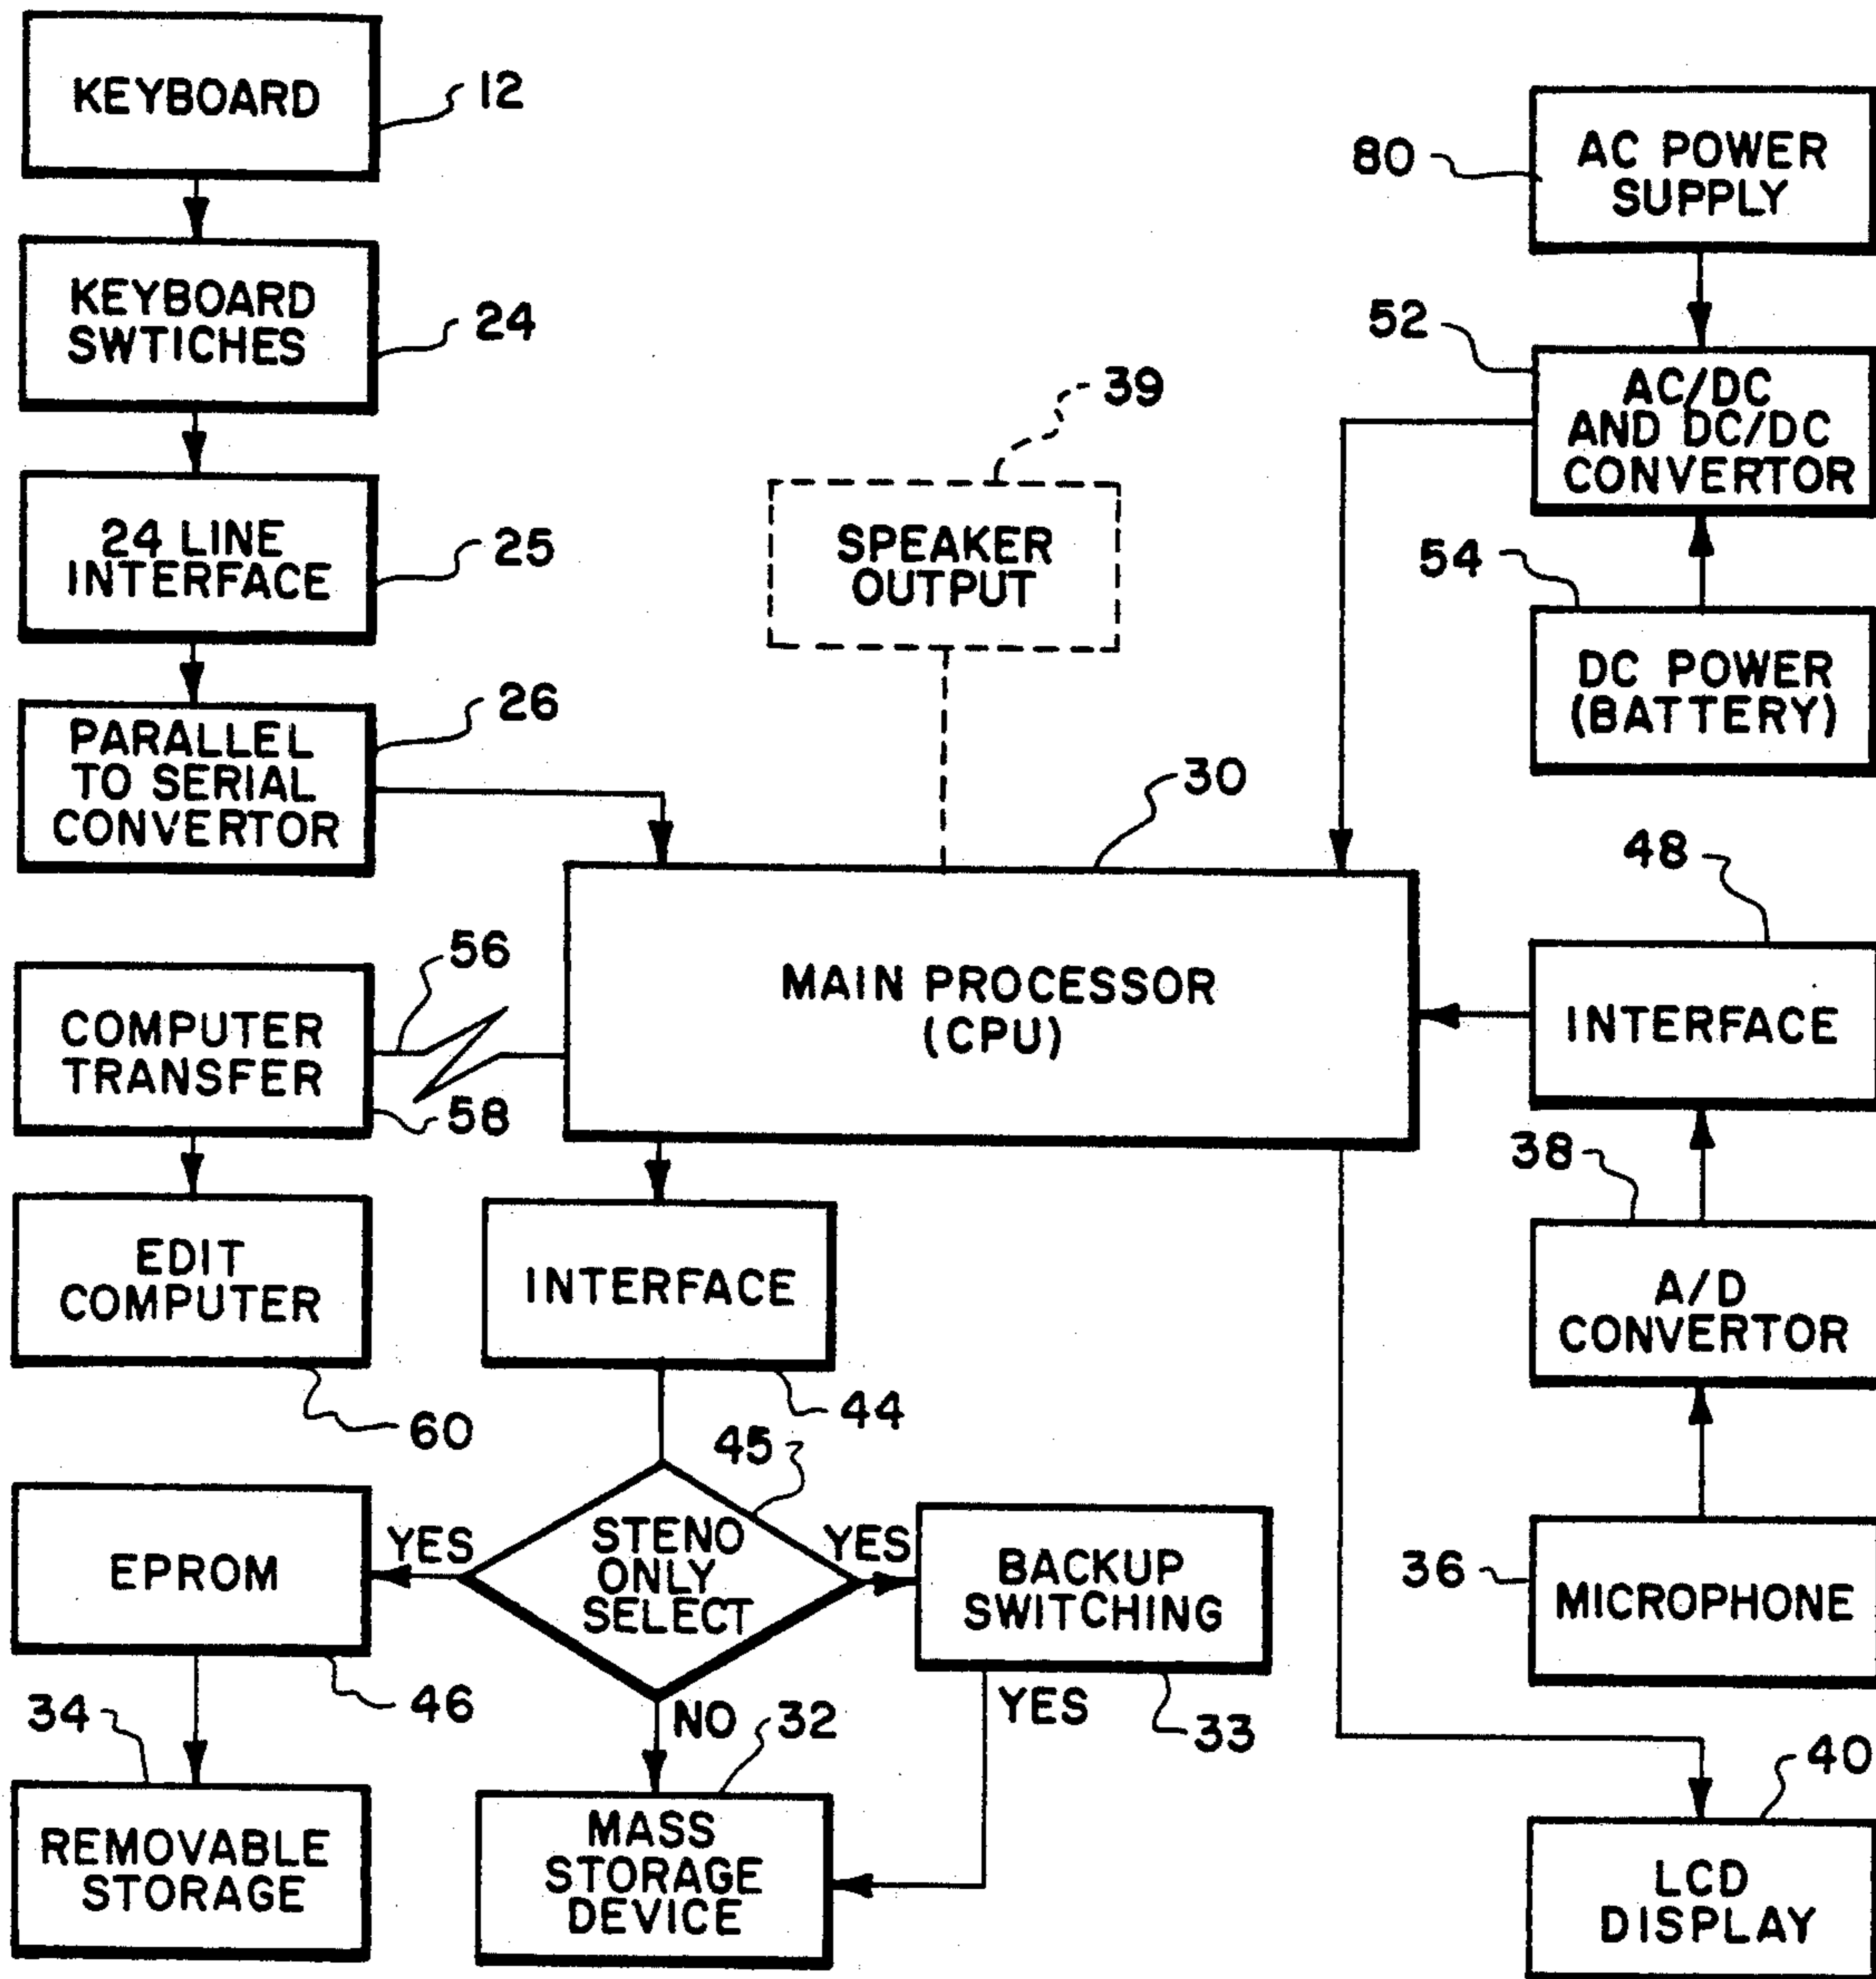 KEYBOARD
12
KEYBOARD
SWTICHES
24
24 LINE
INTERFACE
25
PARALLEL
TO SERIAL
CONVERTOR
26
SPEAKER
OUTPUT
39
AC POWER
SUPPLY
80
AC/DC
AND DC/DC
CONVERTOR
52
DC POWER
(BATTERY)
54
MAIN PROCESSOR
(CPU)
30
INTERFACE
48
A/D
CONVERTOR
38
MICROPHONE
36
LCD
DISPLAY
40
COMPUTER
TRANSFER
56
58
EDIT
COMPUTER
60
INTERFACE
44
STENO
ONLY
SELECT
45
YES
YES
NO
EPROM
46
REMOVABLE
STORAGE
34
BACKUP
SWITCHING
33
YES
MASS
STORAGE
DEVICE
32